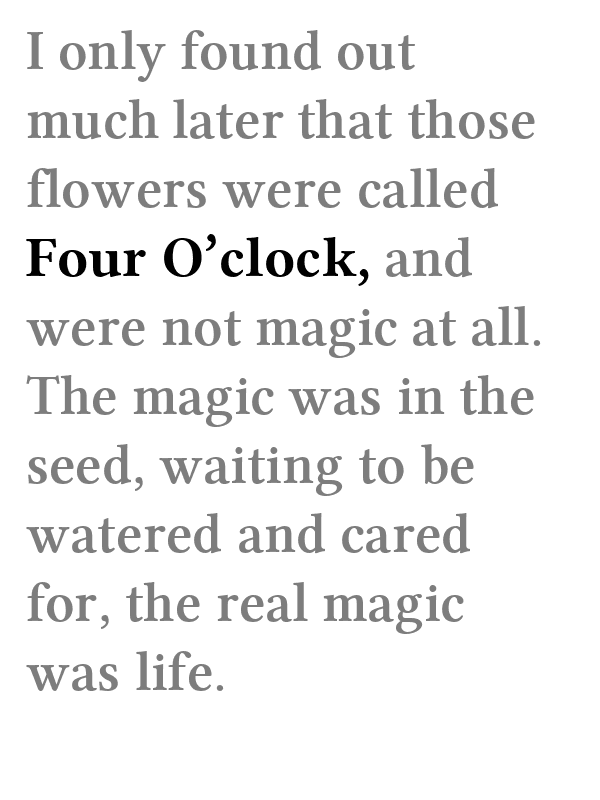 I only found out
much later that those
flowers were called
Four O’clock, and
were not magic at all.
The magic was in the
seed, waiting to be
watered and cared
for, the real magic
was life.